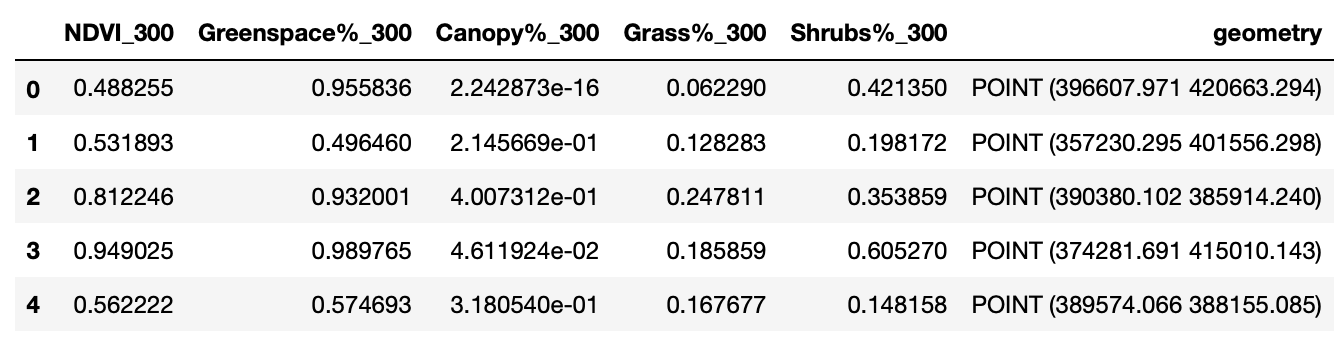 NDVI_300 Greenspace%_300 Canopy%_300 Grass%_300 Shrubs%_300 geometry
0 0.488255 0.955836 2.242873e-16 0.062290 0.421350 POINT (396607.971 420663.294)
1 0.531893 0.496460 2.145669e-01 0.128283 0.198172 POINT (357230.295 401556.298)
2 0.812246 0.932001 4.007312e-01 0.247811 0.353859 POINT (390380.102 385914.240)
3 0.949025 0.989765 4.611924e-02 0.185859 0.605270 POINT (374281.691 415010.143)
4 0.562222 0.574693 3.180540e-01 0.167677 0.148158 POINT (389574.066 388155.085)